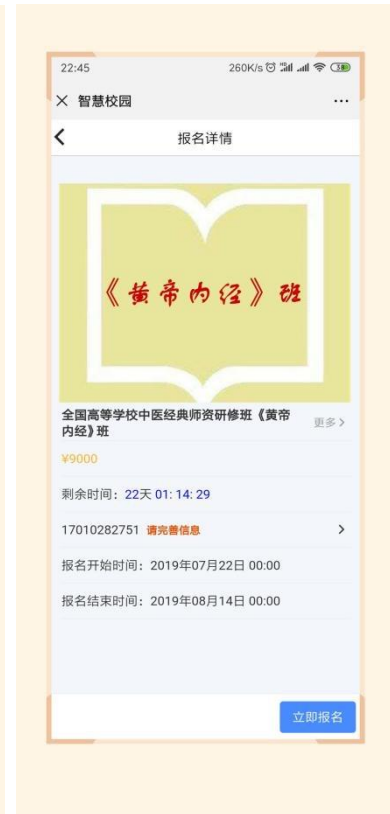 22:45
260K/s
智慧校园
报名详情
《黄帝内经》班
全国高等学校中医经典师资研修班《黄帝
内经》班
更多
¥9000
剩余时间：22天 01:14:29
17010282751 请完善信息
报名开始时间：2019年07月22日 00:00
报名结束时间：2019年08月14日 00:00
立即报名